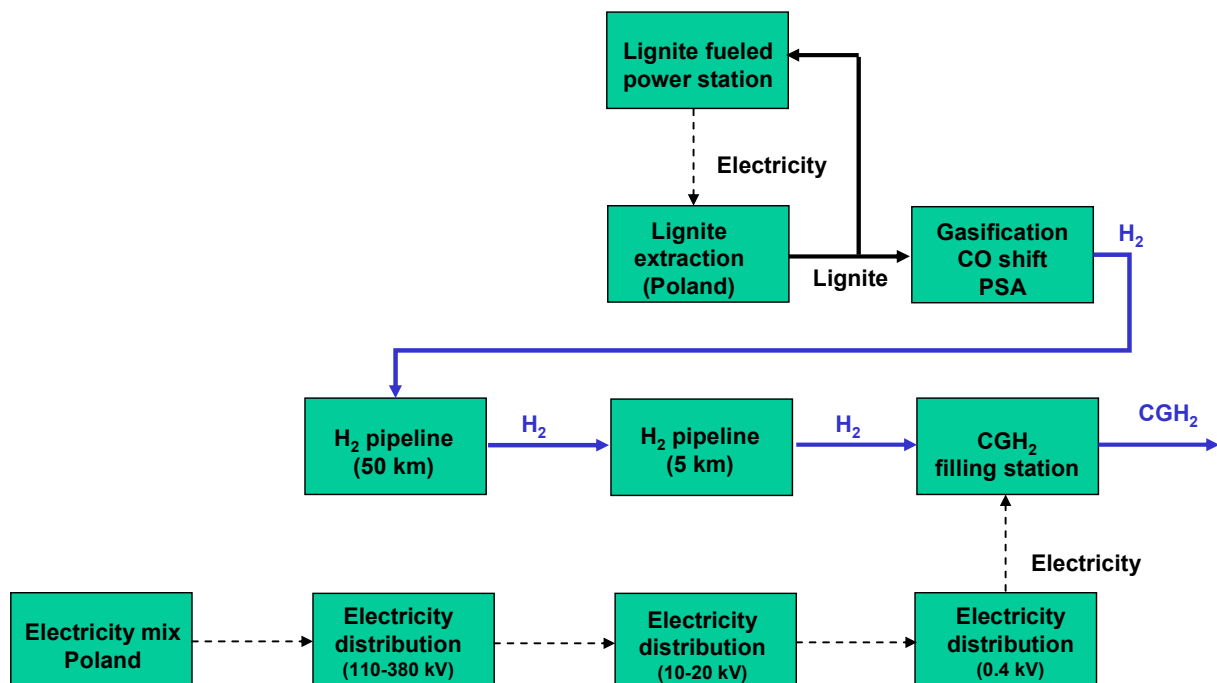 Lignite fueled
power station
Electricity
Lignite
extraction
(Poland)
Lignite
Gasification
CO shift
PSA
H₂
H₂ pipeline
(50 km)
H₂
H₂ pipeline
(5 km)
H₂
CGH₂
filling station
CGH₂
Electricity
Electricity mix
Poland
Electricity
distribution
(110-380 kV)
Electricity
distribution
(10-20 kV)
Electricity
distribution
(0.4 kV)